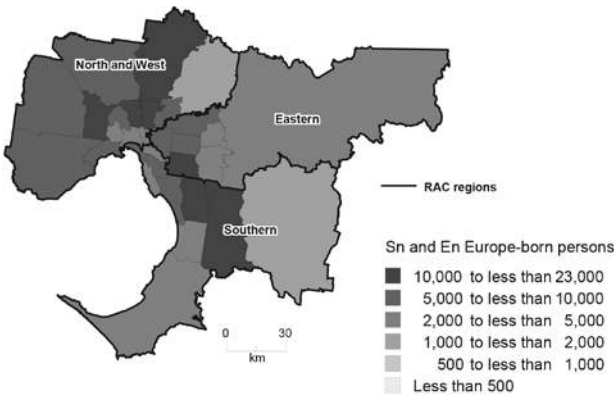 North and West
Eastern
RAC regions
Southern
Sn and En Europe-born persons
10,000 to less than 23,000
5,000 to less than 10,000
2,000 to less than 5,000
1,000 to less than 2,000
500 to less than 1,000
Less than 500
0 30
km